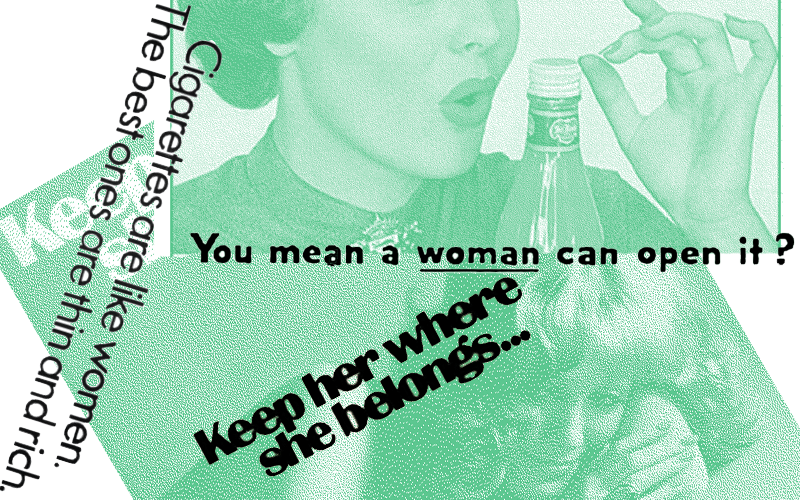 Cigarettes are like women.
The best ones are thin and rich.
You mean a woman can open it?
Keep her where
she belongs...
Keep